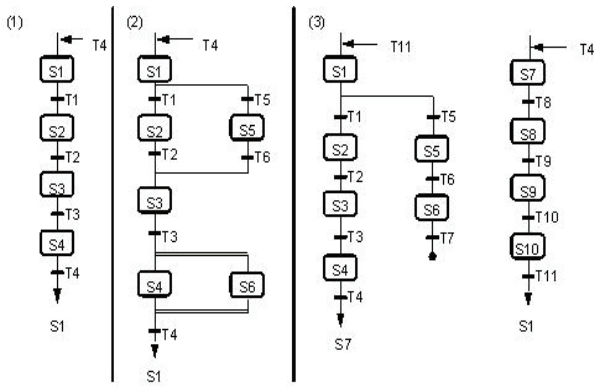 (1) (2) (3)
T4 T4 T11 T4
S1 S1 S1 S7
T1 T1 T5 T1 T5 T8
S2 S2 S5 S2 S5 S8
T2 T2 T6 T2 T6 T9
S3 S3 S3 S6 S9
T3 T3 T3 T7 T10
S4 S4 S6 S4 S10
T4 T4 T4 T11
S1 S1 S7 S1